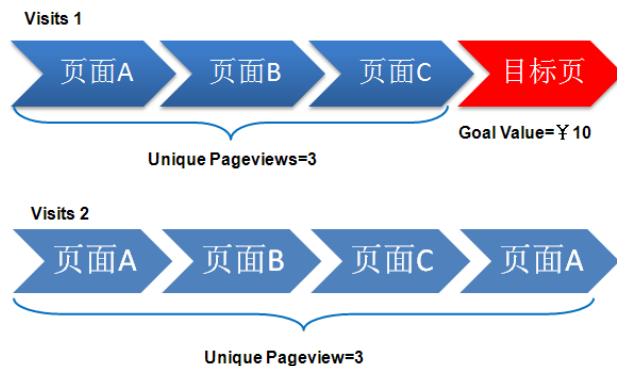 Visits 1
页面A 页面B 页面C 目标页
Goal Value=￥10
Unique Pageviews=3
Visits 2
页面A 页面B 页面C 页面A
Unique Pageview=3